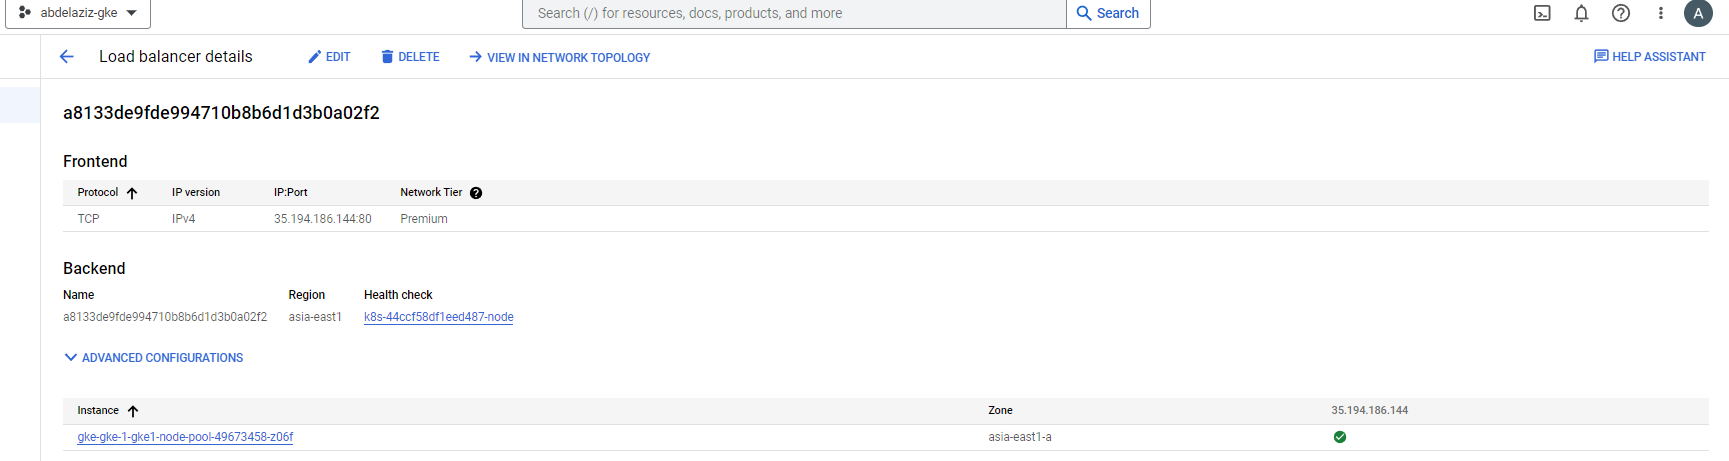 abdelaziz-gke
Search (/) for resources, docs, products, and more
Search
A
Load balancer details
EDIT
DELETE
VIEW IN NETWORK TOPOLOGY
HELP ASSISTANT
a8133de9fde994710b8b6d1d3b0a02f2
Frontend
Protocol IP version IP:Port Network Tier ?
TCP IPv4 35.194.186.144:80 Premium
Backend
Name Region Health check
a8133de9fde994710b8b6d1d3b0a02f2 asia-east1 k8s-44ccf58df1eed487-node
ADVANCED CONFIGURATIONS
Instance Zone 35.194.186.144
gke-gke-1-gke1-node-pool-49673458-z06f asia-east1-a